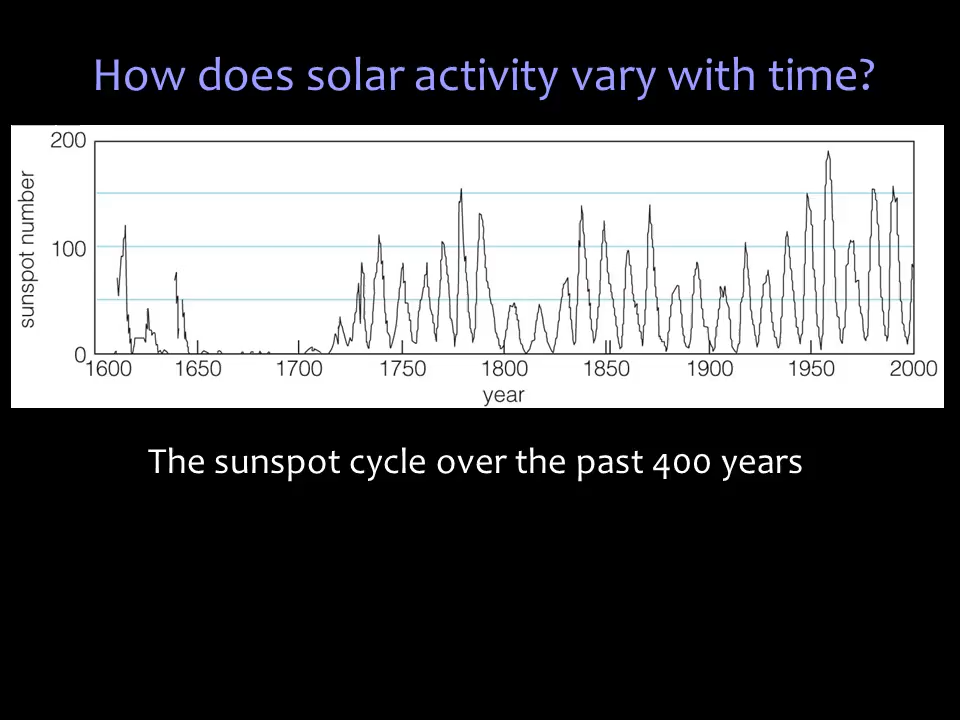 How does solar activity vary with time?
200
100
0
sunspot number
1600 1650 1700 1750 1800 1850 1900 1950 2000
year
The sunspot cycle over the past 400 years